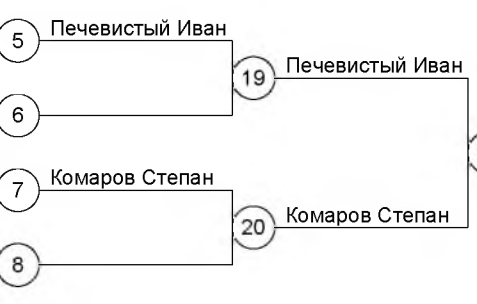 5 Печевистый Иван
19 Печевистый Иван
6
7 Комаров Степан
20 Комаров Степан
8